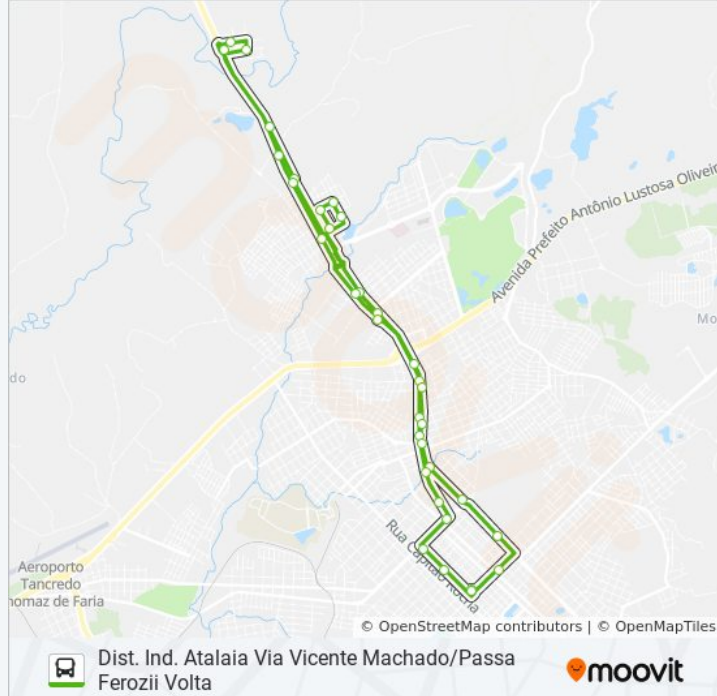 Avenida Prefeito Antônio Lustosa Oliveir
Mo
do
Rua Capitão Rocha
Aeroporto
Tancredo
homaz de Faria
© OpenStreetMap contributors | © OpenMapTiles
Dist. Ind. Atalaia Via Vicente Machado/Passa
Ferozii Volta
moovit